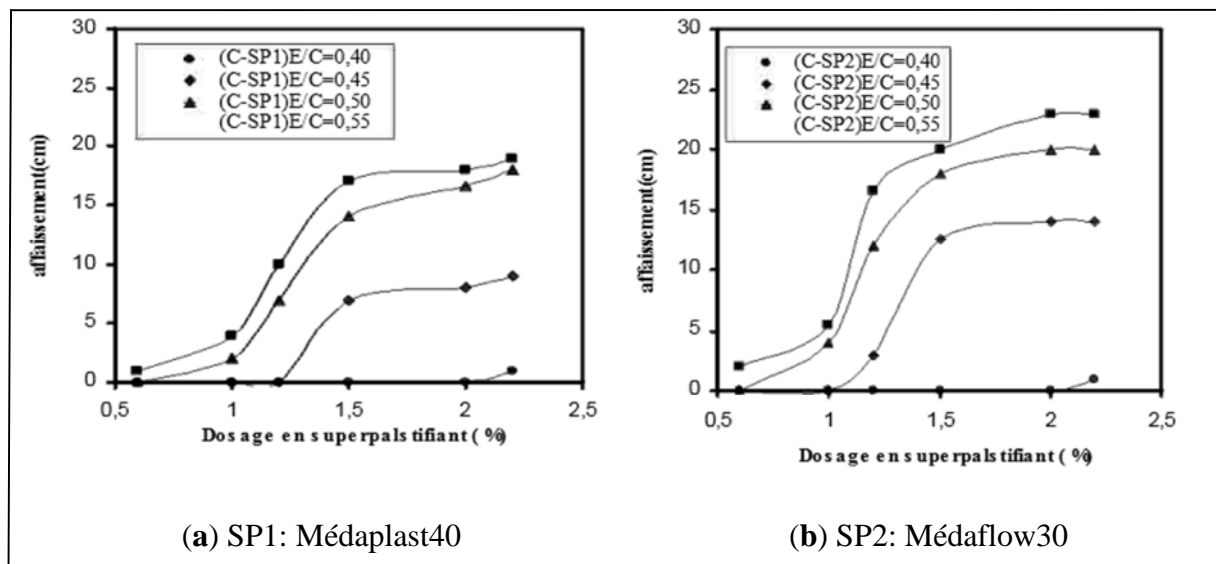 30
25
20
15
10
5
0
affaissement(cm)
(C-SP1)E/C=0,40
(C-SP1)E/C=0,45
(C-SP1)E/C=0,50
(C-SP1)E/C=0,55
0,5 1 1,5 2 2,5
Dosage en superpalstifiant ( %)
(a) SP1: Médaplast40
30
25
20
15
10
5
0
affaissement(cm)
(C-SP2)E/C=0,40
(C-SP2)E/C=0,45
(C-SP2)E/C=0,50
(C-SP2)E/C=0,55
0,5 1 1,5 2 2,5
Dosage en superpalstifiant ( %)
(b) SP2: Médaflow30